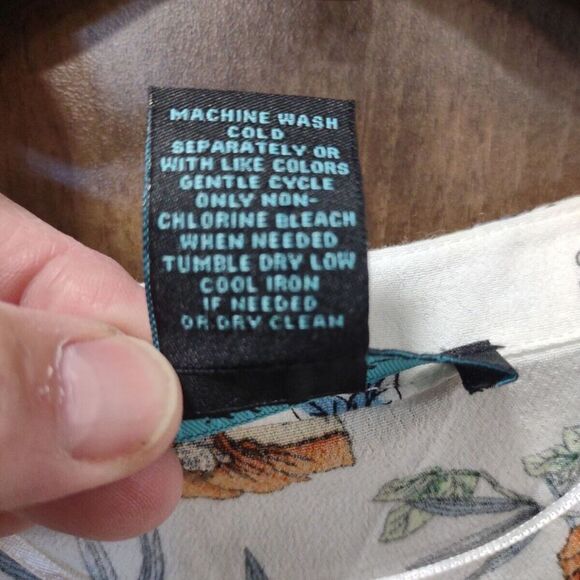 MACHINE WASH
COLD
SEPARATELY OR
WITH LIKE COLORS
GENTLE CYCLE
ONLY NON-
CHLORINE BLEACH
WHEN NEEDED
TUMBLE DRY LOW
COOL IRON
IF NEEDED
OR DRY CLEAN